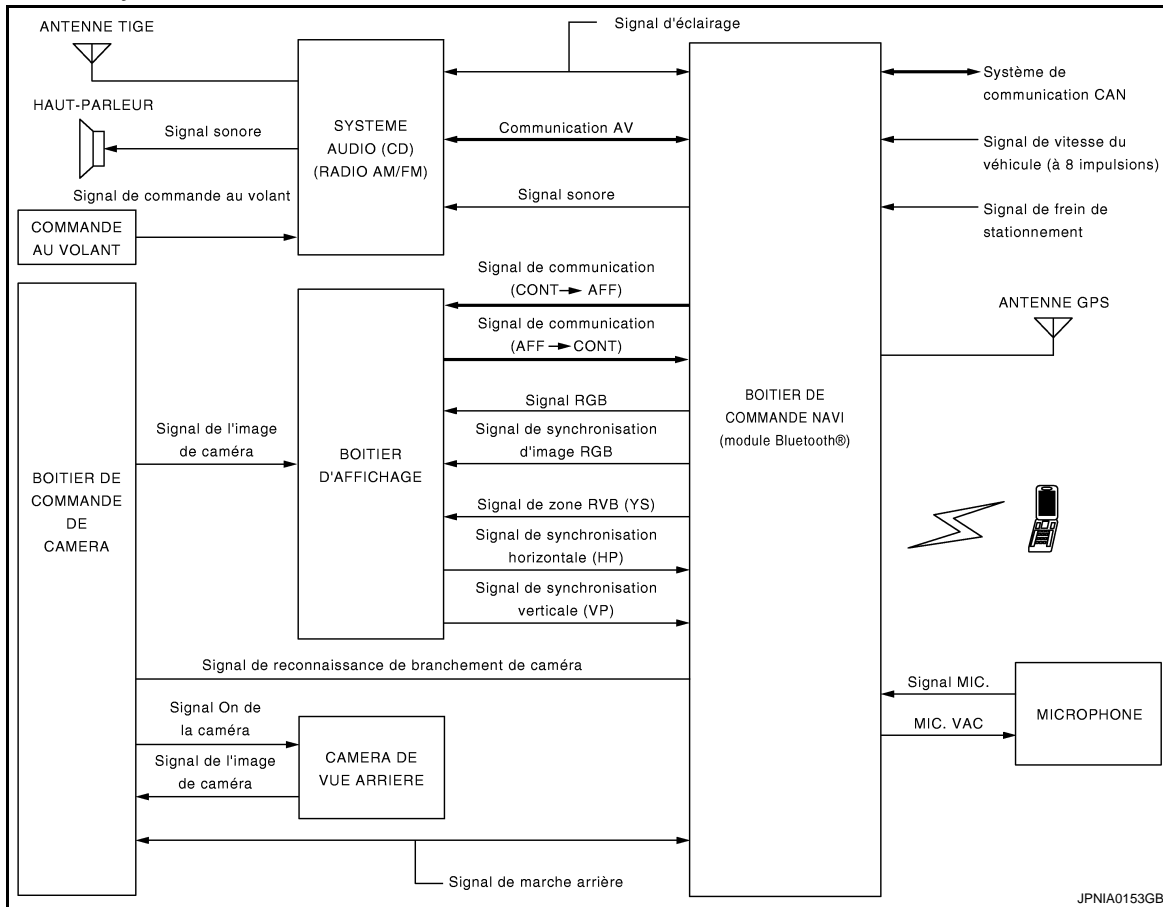 ANTENNE TIGE
Signal d'éclairage
HAUT-PARLEUR
Signal sonore
SYSTEME
AUDIO (CD)
(RADIO AM/FM)
Communication AV
Signal sonore
Signal de commande au volant
COMMANDE
AU VOLANT
Système de
communication CAN
Signal de vitesse du
véhicule (à 8 impulsions)
Signal de frein de
stationnement
Signal de communication
(CONT → AFF)
Signal de communication
(AFF → CONT)
ANTENNE GPS
Signal RGB
Signal de synchronisation
d'image RGB
Signal de zone RVB (YS)
Signal de synchronisation
horizontale (HP)
Signal de synchronisation
verticale (VP)
BOITIER DE
COMMANDE NAVI
(module Bluetooth®)
Signal de l'image
de caméra
BOITIER
D'AFFICHAGE
BOITIER DE
COMMANDE
DE
CAMERA
Signal de reconnaissance de branchement de caméra
Signal On de
la caméra
Signal de l'image
de caméra
CAMERA DE
VUE ARRIERE
Signal MIC.
MIC. VAC
MICROPHONE
Signal de marche arrière
JPNIA0153GB